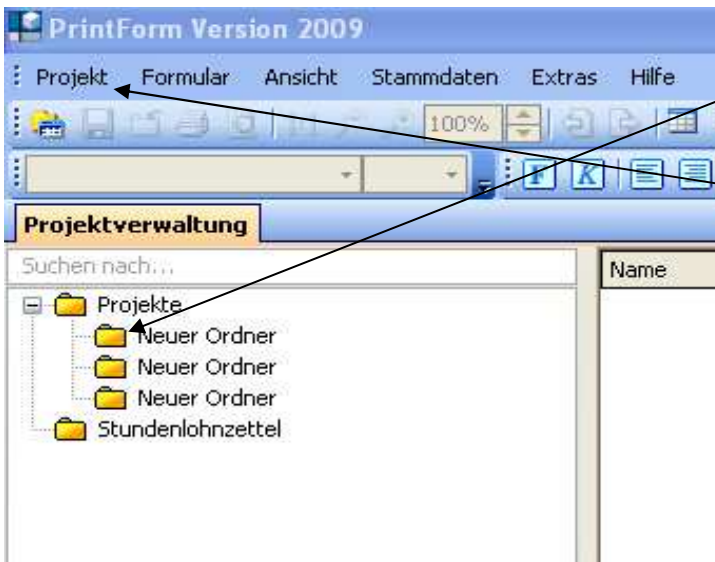 PrintForm Version 2009
Projekt Formular Ansicht Stammdaten Extras Hilfe
100%
F K
Projektverwaltung
Suchen nach...
Name
Projekte
Neuer Ordner
Neuer Ordner
Neuer Ordner
Stundenlohnzettel